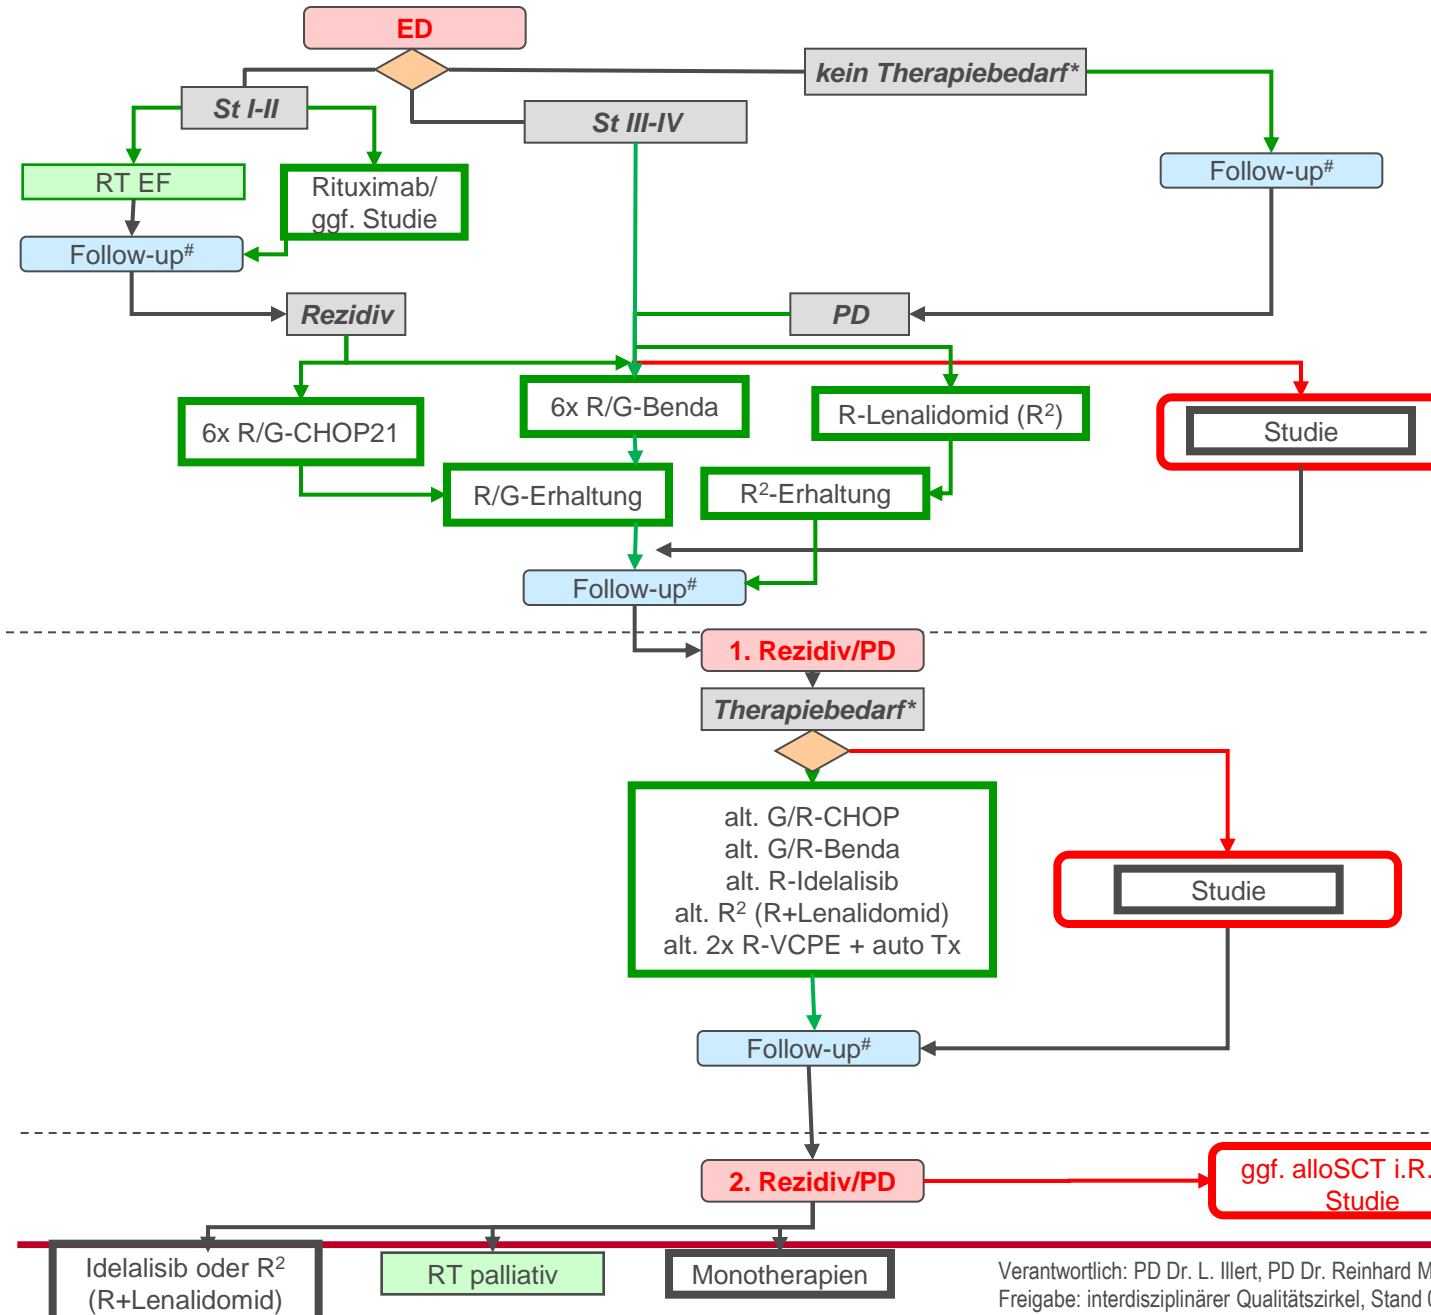 ED
kein Therapiebedarf*
St I-II
St III-IV
RT EF
Rituximab/
ggf. Studie
Follow-up#
Follow-up#
Rezidiv
PD
6x R/G-CHOP21
6x R/G-Benda
R-Lenalidomid (R²)
Studie
R/G-Erhaltung
R²-Erhaltung
Follow-up#
1. Rezidiv/PD
Therapiebedarf*
alt. G/R-CHOP
alt. G/R-Benda
alt. R-Idelalisib
alt. R² (R+Lenalidomid)
alt. 2x R-VCPE + auto Tx
Studie
Follow-up#
2. Rezidiv/PD
ggf. alloSCT i.R.
Studie
Idelalisib oder R²
(R+Lenalidomid)
RT palliativ
Monotherapien
Verantwortlich: PD Dr. L. Illert, PD Dr. Reinhard M
Freigabe: interdisziplinärer Qualitätszirkel, Stand